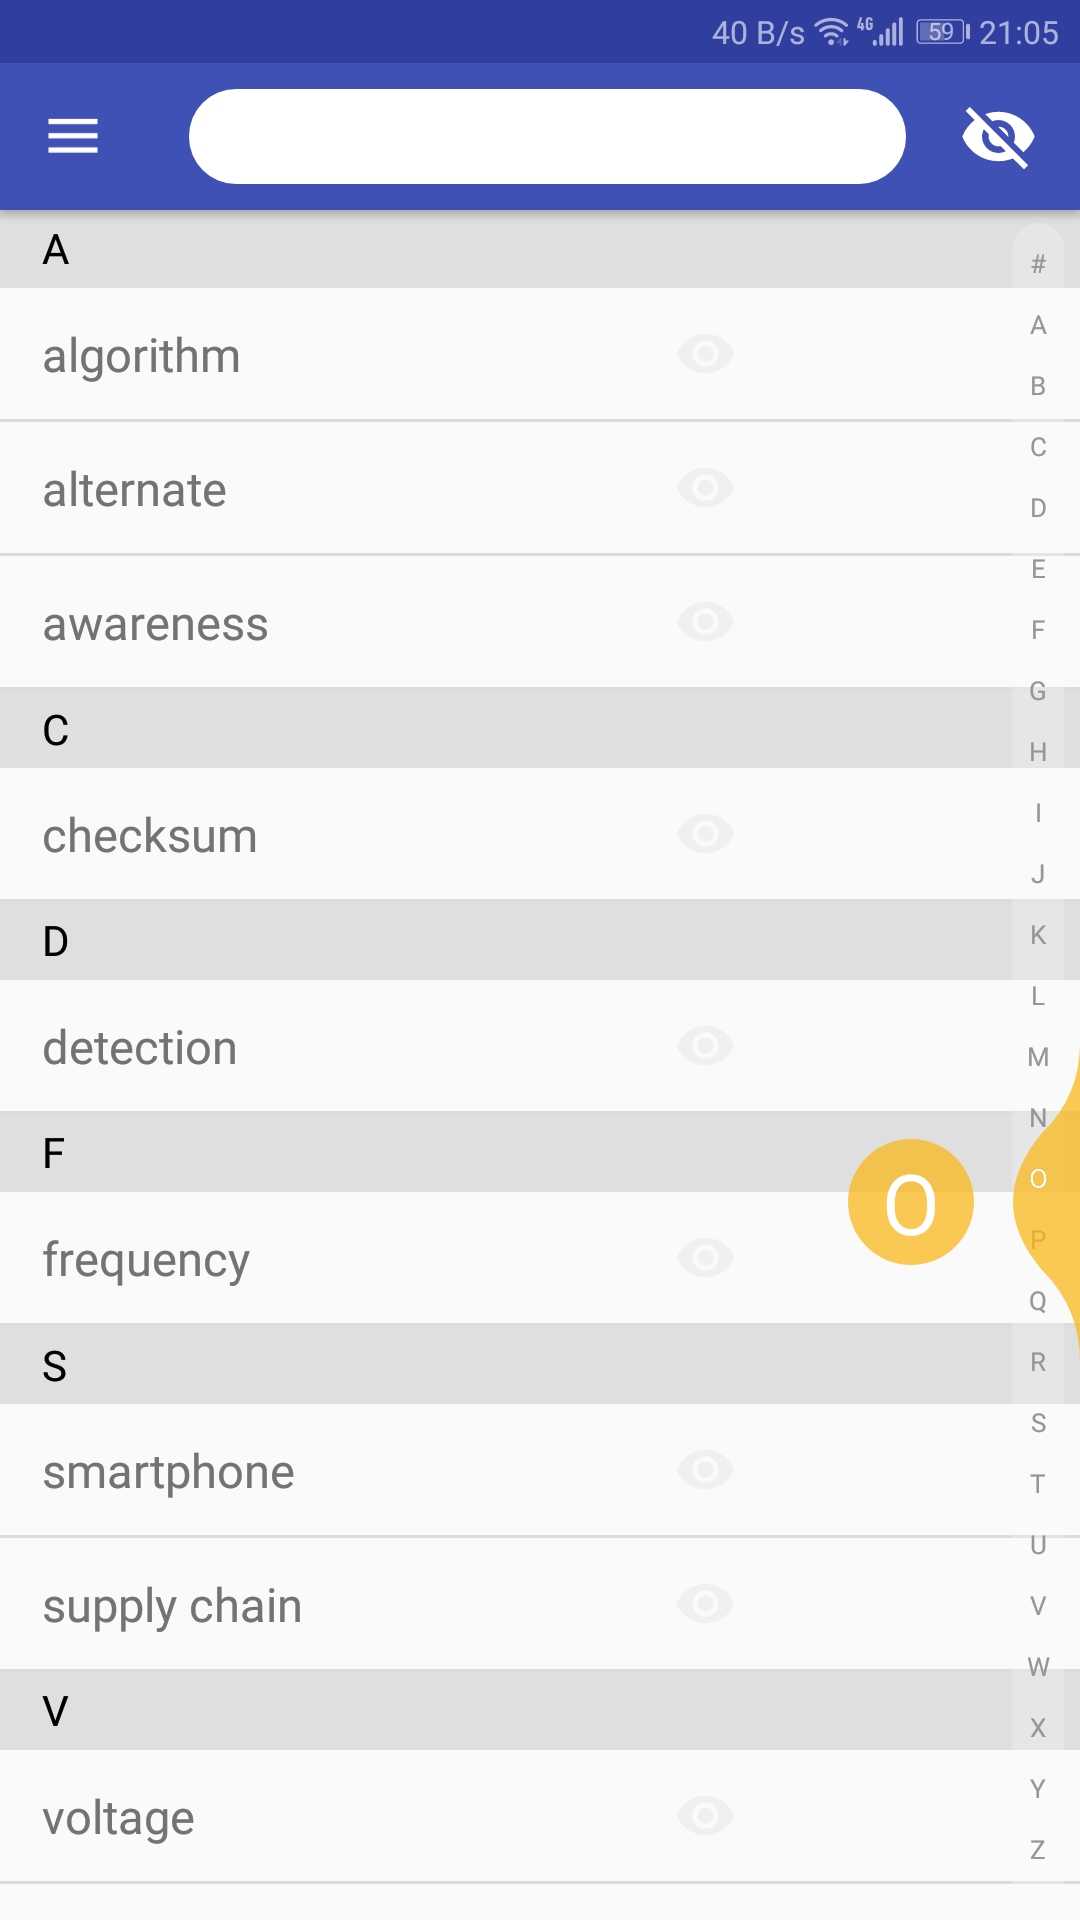 40 B/s 4G 59 21:05
A
algorithm
alternate
awareness
C
checksum
D
detection
F
frequency
S
smartphone
supply chain
V
voltage
#
A
B
C
D
E
F
G
H
I
J
K
L
M
N
O
O
P
Q
R
S
T
U
V
W
X
Y
Z